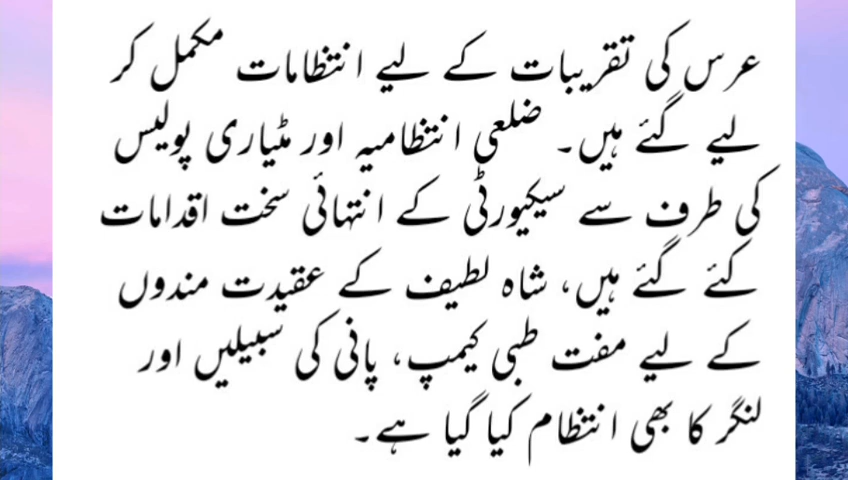 عرس کی تقریبات کے لیے انتظامات مکمل کر
لیے گئے ہیں۔ ضلعی انتظامیہ اور مٹیاری پولیس
کی طرف سے سیکیورٹی کے انتہائی سخت اقدامات
کئے گئے ہیں، شاہ لطیف کے عقیدت مندوں
کے لیے مفت طبی کیمپ، پانی کی سبیلیں اور
لنگر کا بھی انتظام کیا گیا ہے۔